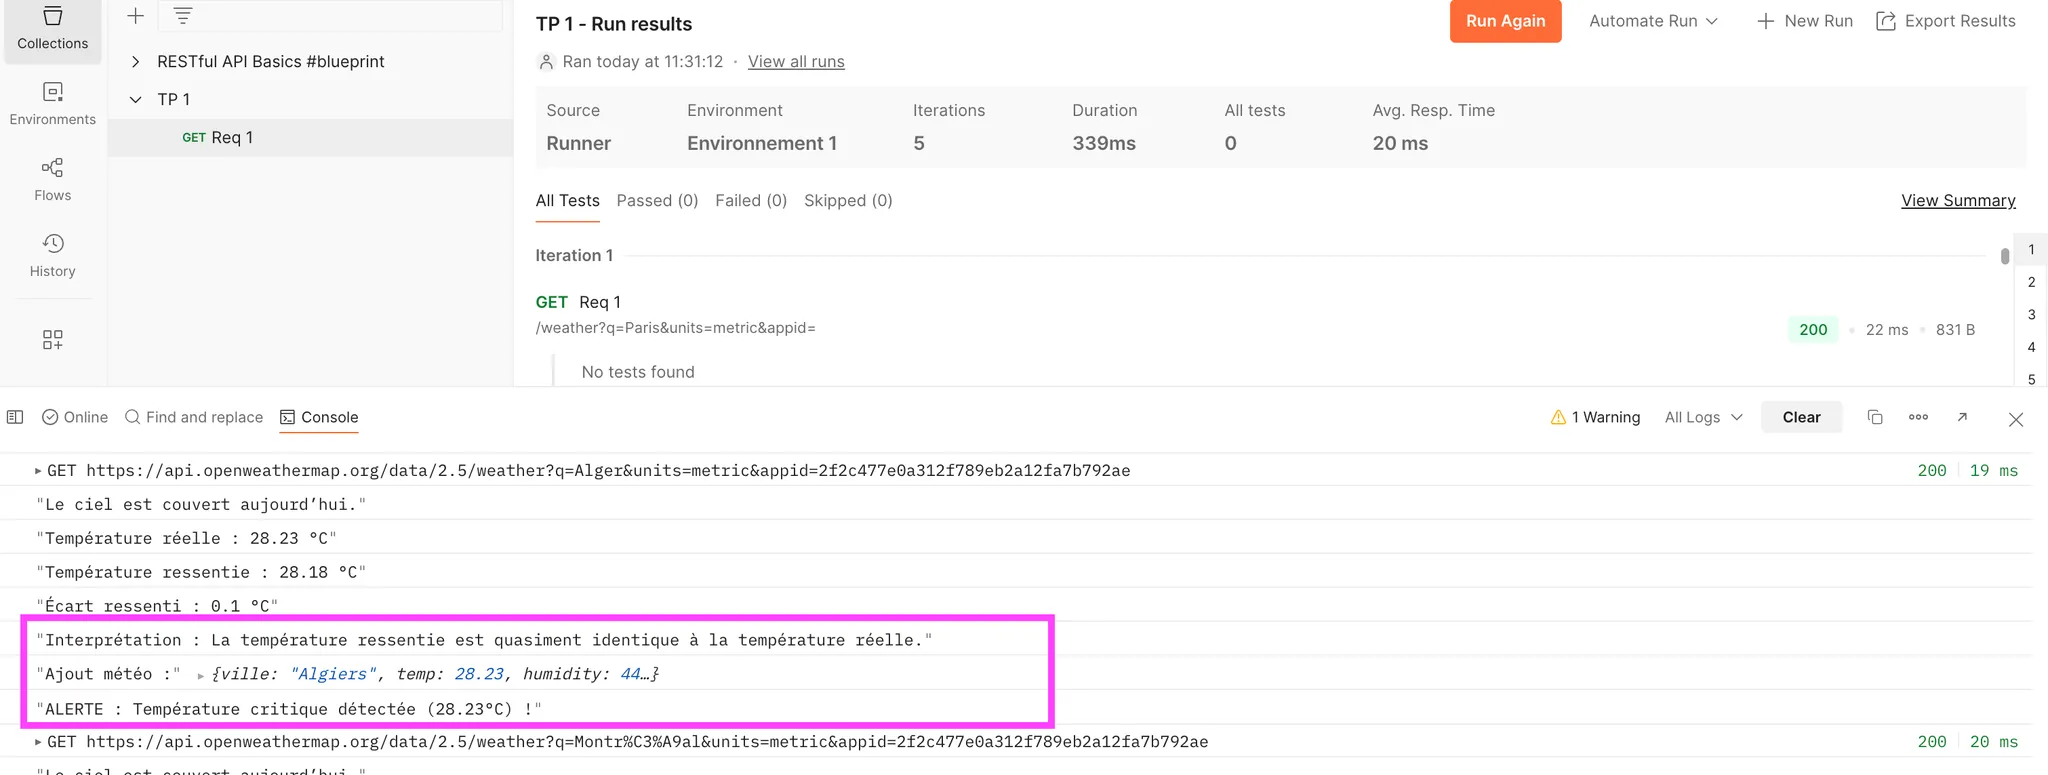 Collections
Environments
Flows
History
RESTful API Basics #blueprint
TP 1
GET Req 1
TP 1 - Run results
Run Again
Automate Run
New Run
Export Results
Ran today at 11:31:12 · View all runs
Source Environment Iterations Duration All tests Avg. Resp. Time
Runner Environnement 1 5 339ms 0 20 ms
All Tests Passed (0) Failed (0) Skipped (0) View Summary
Iteration 1
GET Req 1
/weather?q=Paris&units=metric&appid=
200 22 ms 831 B
No tests found
1
2
3
4
5
Online Find and replace Console 1 Warning All Logs Clear
GET https://api.openweathermap.org/data/2.5/weather?q=Alger&units=metric&appid=2f2c477e0a312f789eb2a12fa7b792ae 200 19 ms
"Le ciel est couvert aujourd’hui."
"Température réelle : 28.23 °C"
"Température ressentie : 28.18 °C"
"Écart ressenti : 0.1 °C"
"Interprétation : La température ressentie est quasiment identique à la température réelle."
"Ajout météo :" {ville: "Algiers", temp: 28.23, humidity: 44…}
"ALERTE : Température critique détectée (28.23°C) !"
GET https://api.openweathermap.org/data/2.5/weather?q=Montr%C3%A9al&units=metric&appid=2f2c477e0a312f789eb2a12fa7b792ae 200 20 ms
"Le ciel est couvert aujourd’hui."